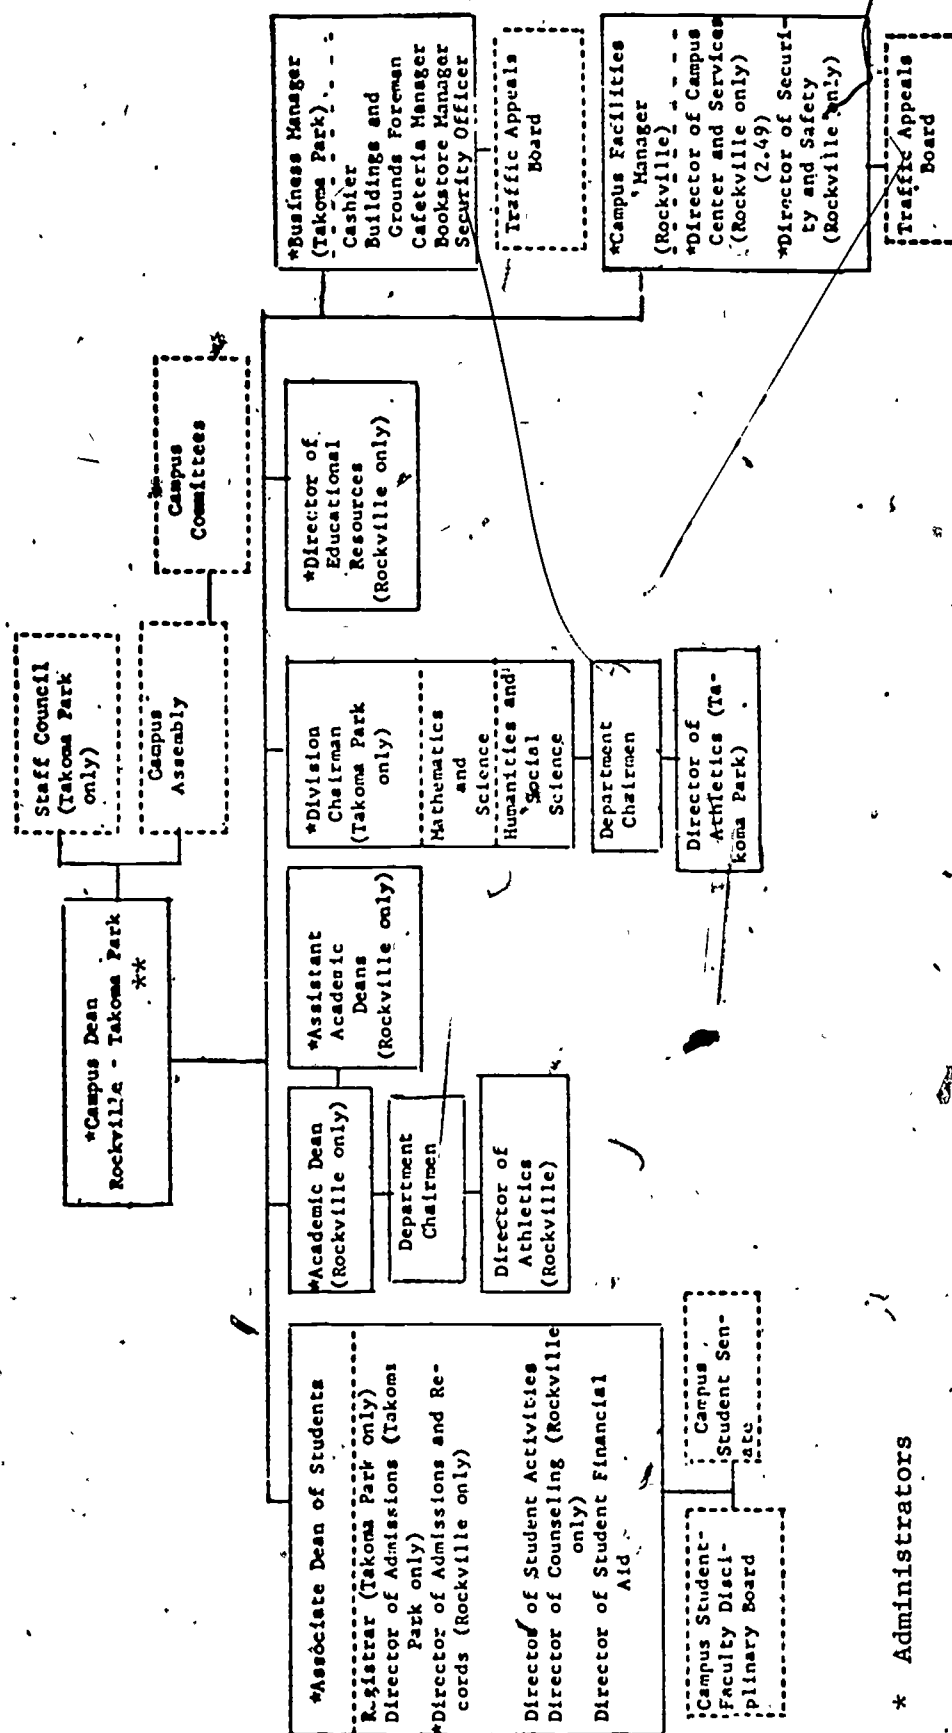 *Campus Dean
Rockville - Takoma Park
**
Staff Council
(Takoma Park
only)
Campus
Assembly
Campus
Committees
*Associate Dean of Students
Registrar (Takoma Park only)
Director of Admissions (Takoma
Park only)
*Director of Admissions and Re-
cords (Rockville only)
Director of Student Activities
Director of Counseling (Rockville
only)
Director of Student Financial
Aid
Campus Student-
Faculty Disci-
plinary Board
Campus
Student Sen-
ate
*Academic Dean
(Rockville only)
*Assistant
Academic
Deans
(Rockville only)
Department
Chairmen
Director of
Athletics
(Rockville)
*Division
Chairman
(Takoma Park
only)
Mathematics
and
Science
Humanities and
Social
Science
Department
Chairmen
Director of
Athletics (Ta-
koma Park)
*Director of
Educational
Resources
(Rockville only)
*Business Manager
(Takoma Park)
Cashier
Buildings and
Grounds Foreman
Cafeteria Manager
Bookstore Manager
Security Officer
Traffic Appeals
Board
*Campus Facilities
Manager
(Rockville)
*Director of Campus
Center and Services
(Rockville only)
(2.49)
*Director of Securi-
ty and Safety
(Rockville only)
Traffic Appeals
Board
* Administrators